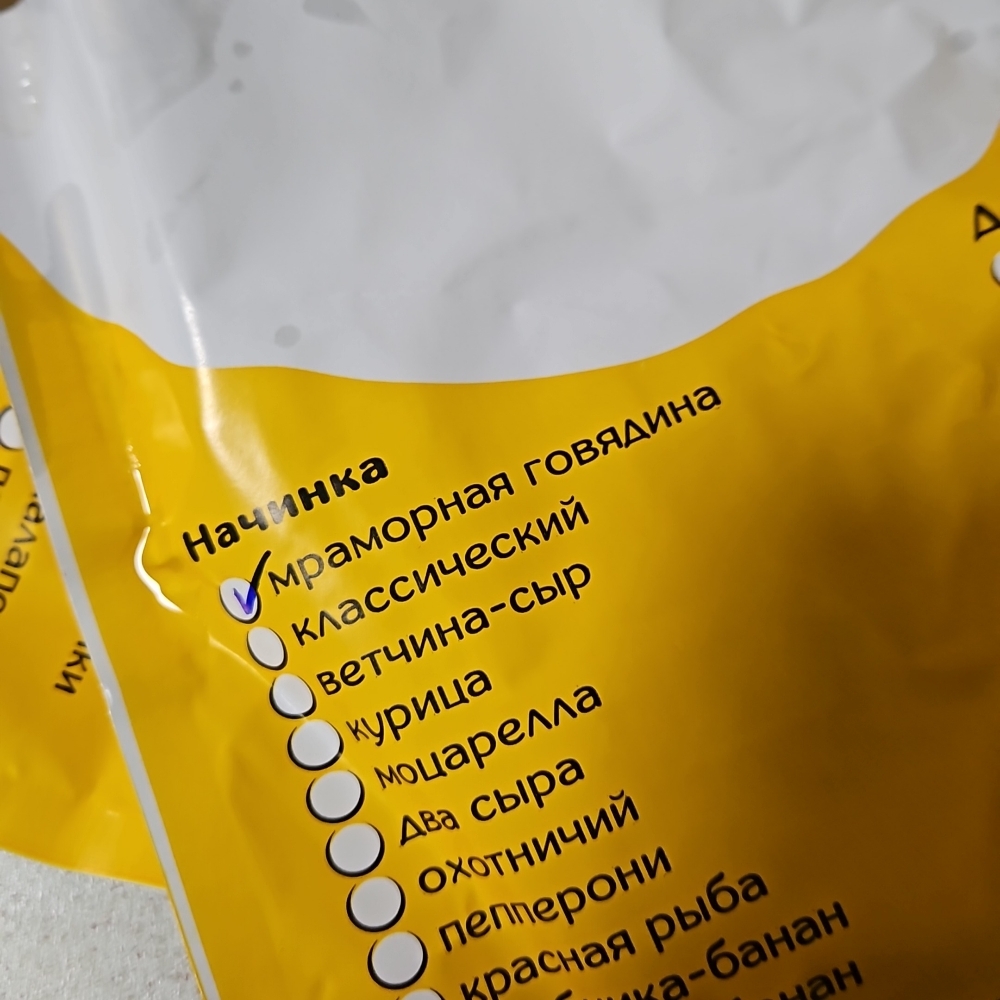 Начинка
мраморная говядина
классический
ветчина-сыр
курица
моцарелла
два сыра
охотничий
пепперони
красная рыба